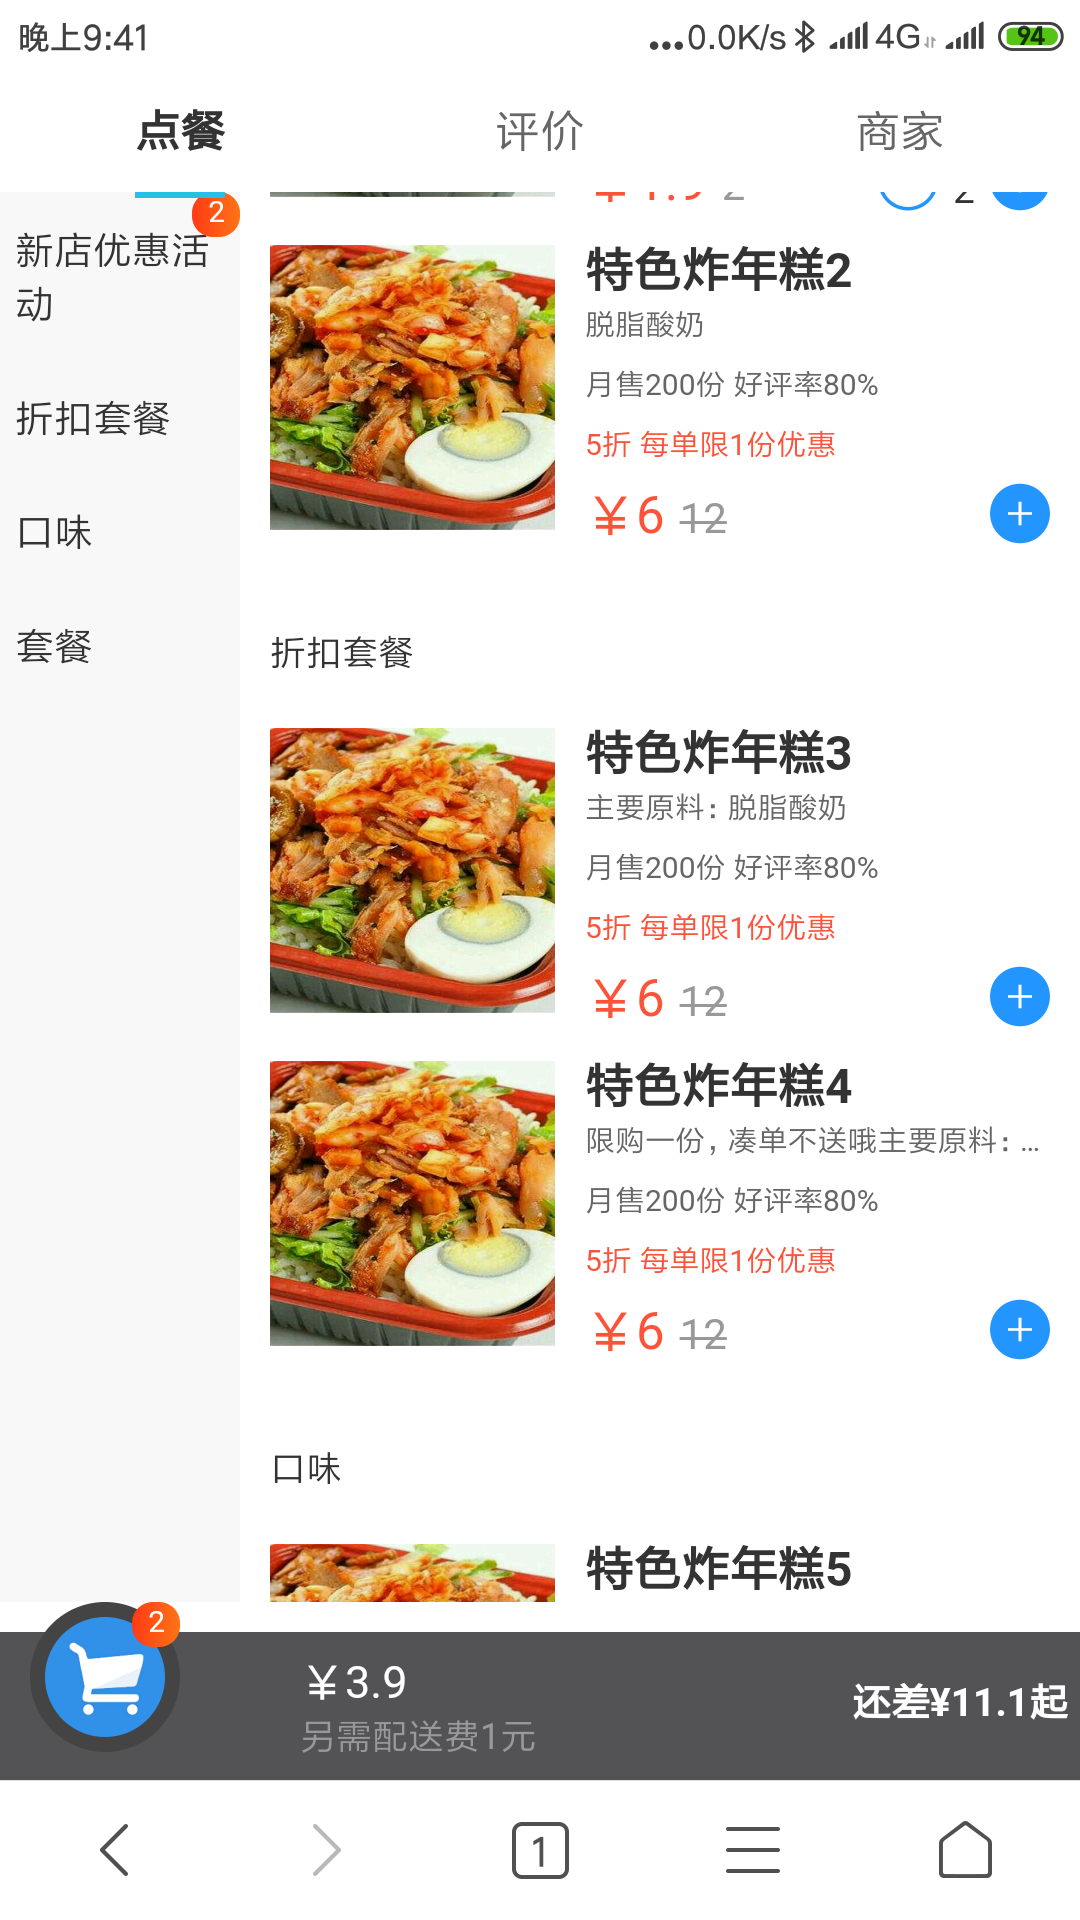 晚上9:41
...0.0K/s 4G 94
点餐 评价 商家
2
新店优惠活
动
折扣套餐
口味
套餐
特色炸年糕2
脱脂酸奶
月售200份 好评率80%
5折 每单限1份优惠
￥6 12
折扣套餐
特色炸年糕3
主要原料：脱脂酸奶
月售200份 好评率80%
5折 每单限1份优惠
￥6 12
特色炸年糕4
限购一份，凑单不送哦主要原料：...
月售200份 好评率80%
5折 每单限1份优惠
￥6 12
口味
特色炸年糕5
2
￥3.9
另需配送费1元
还差¥11.1起
1